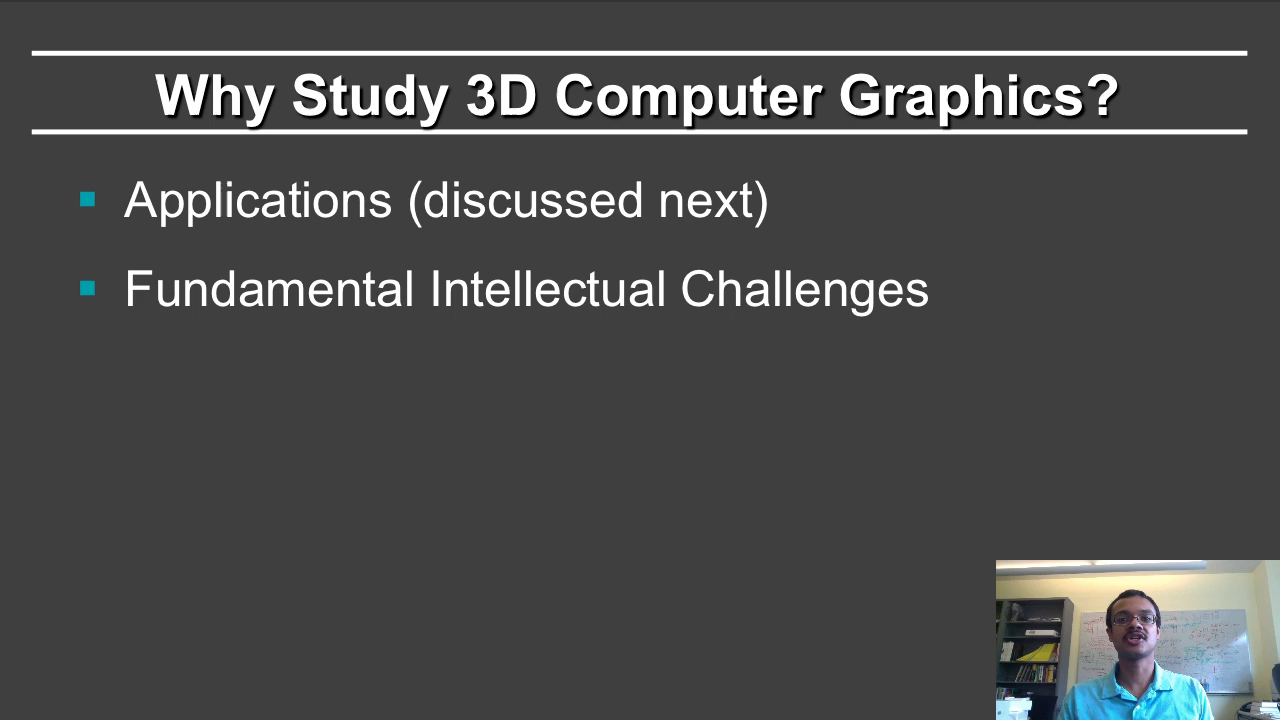 Why Study 3D Computer Graphics?
Applications (discussed next)
Fundamental Intellectual Challenges